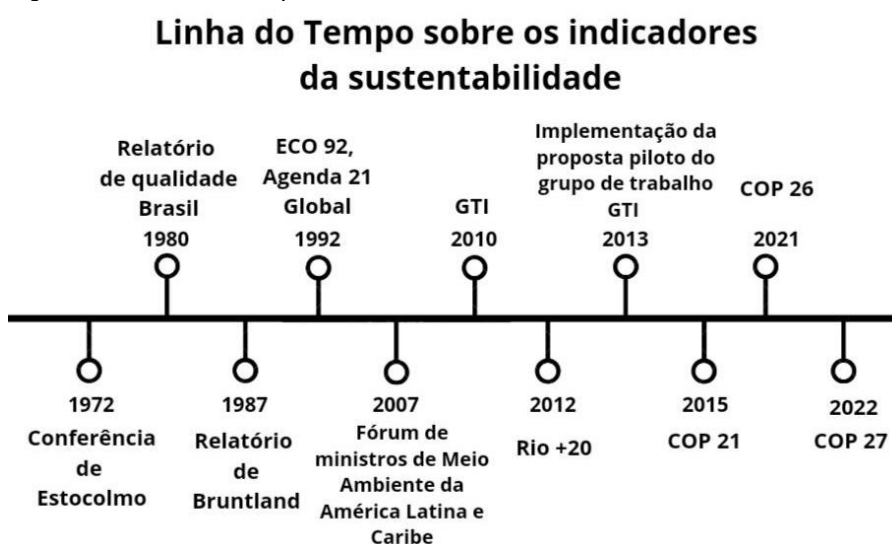 Linha do Tempo sobre os indicadores
da sustentabilidade
Relatório
de qualidade
Brasil
1980
ECO 92,
Agenda 21
Global
1992
GTI
2010
Implementação da
proposta piloto do
grupo de trabalho
GTI
2013
COP 26
2021
1972
Conferência
de
Estocolmo
1987
Relatório
de
Bruntland
2007
Fórum de
ministros de Meio
Ambiente da
América Latina e
Caribe
2012
Rio +20
2015
COP 21
2022
COP 27